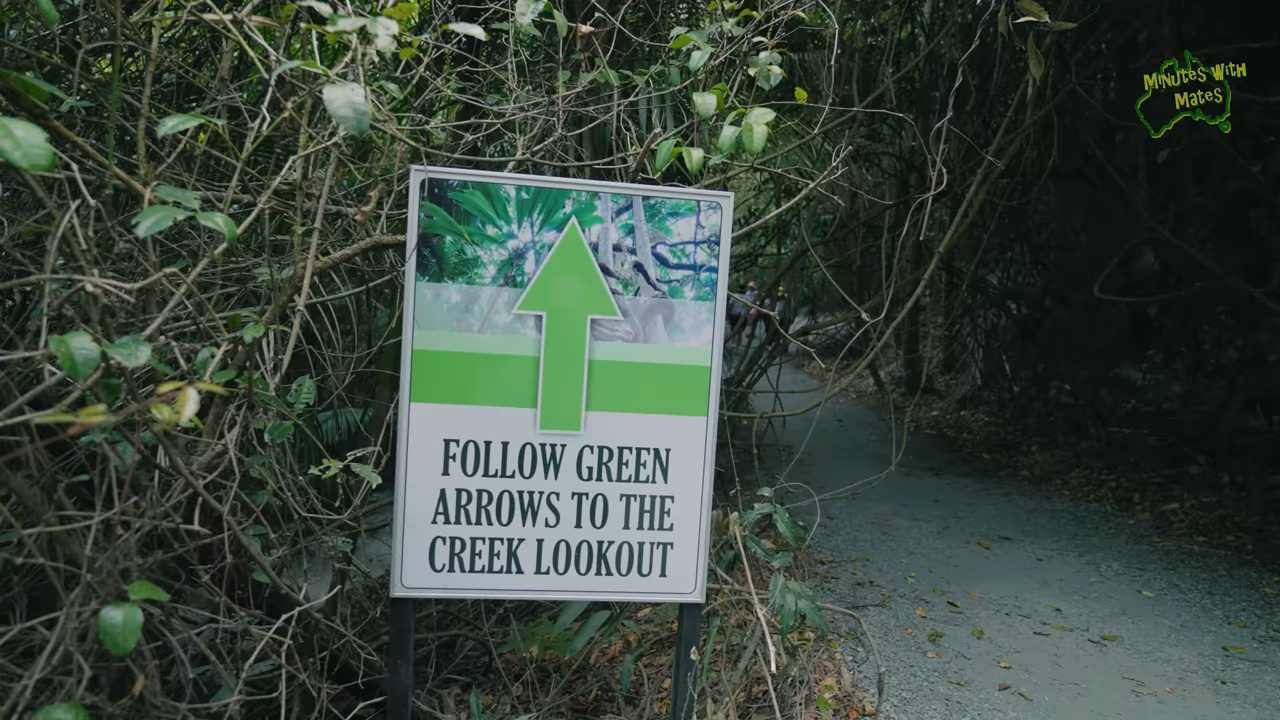 MINUTES WITH
MATES
FOLLOW GREEN
ARROWS TO THE
CREEK LOOKOUT